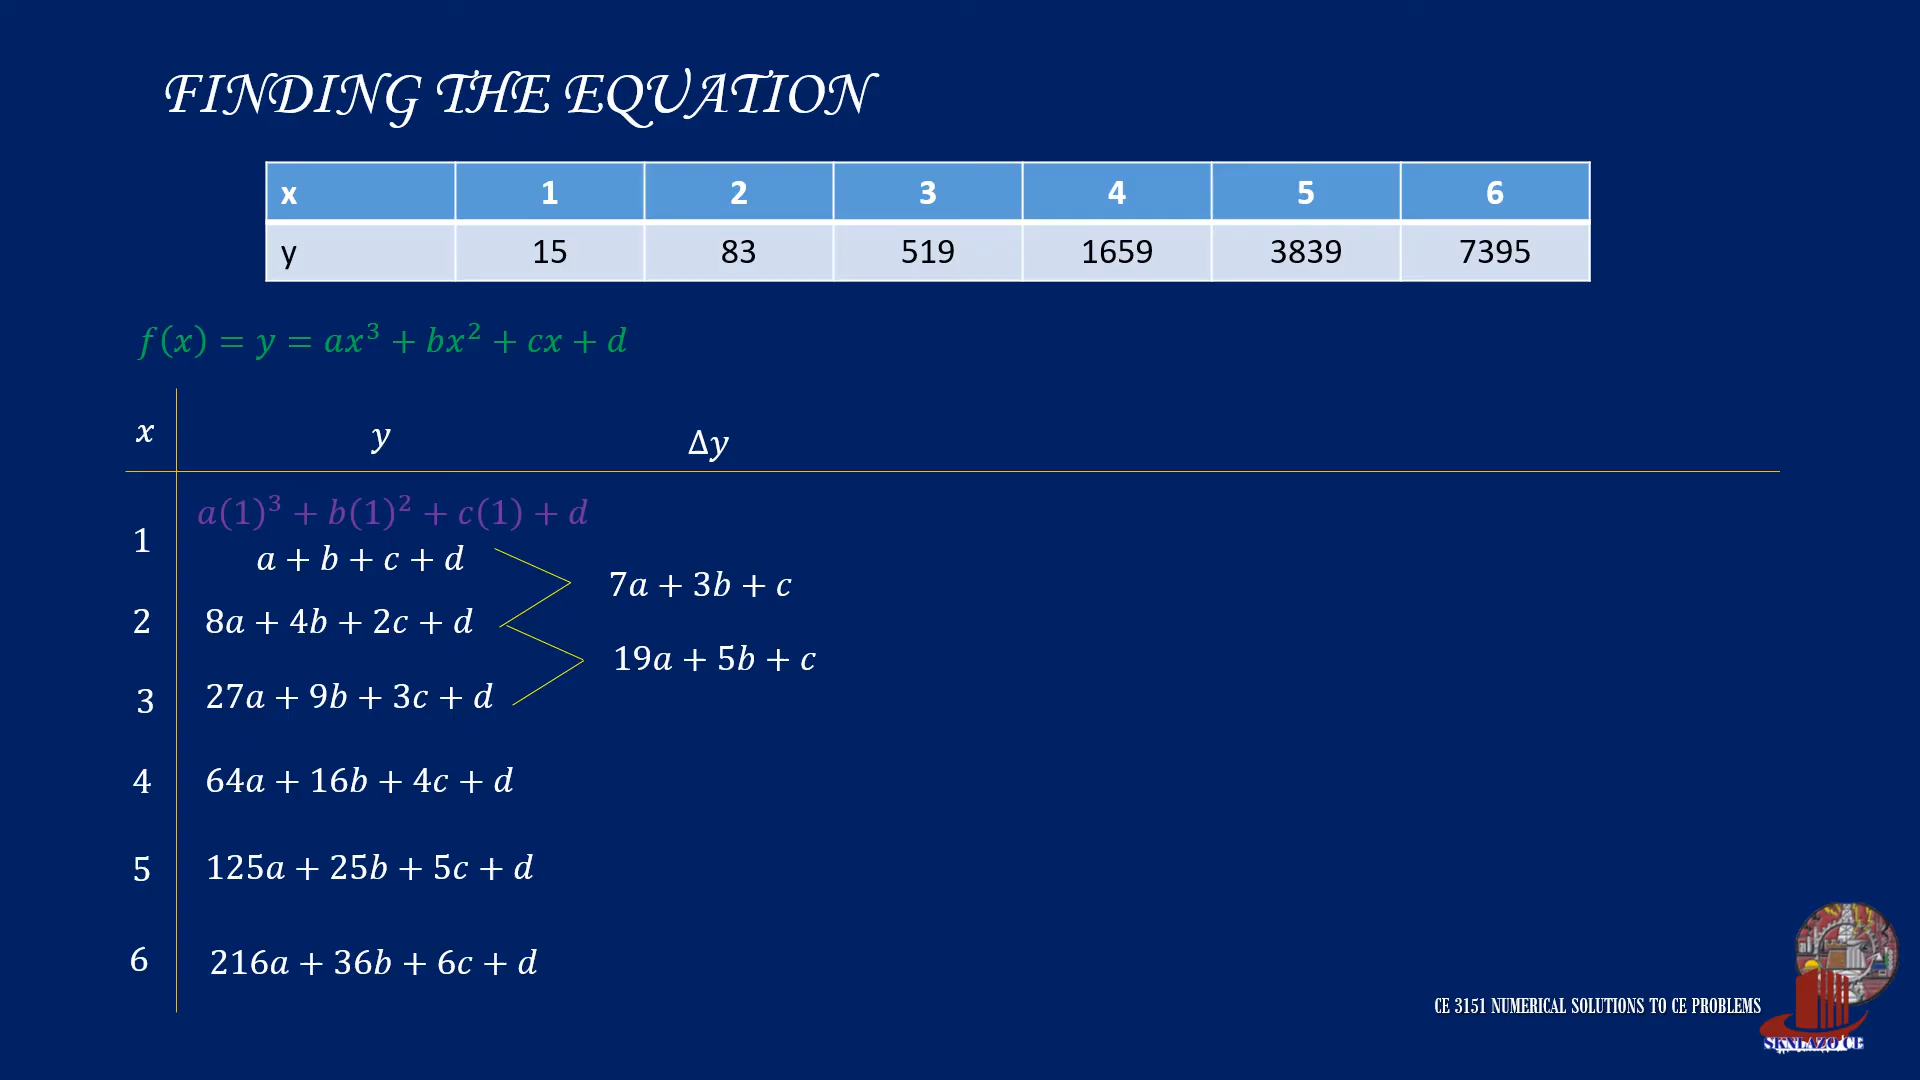 FINDING THE EQUATION
x 1 2 3 4 5 6
y 15 83 519 1659 3839 7395
f(x) = y = ax³ + bx² + cx + d
x y Δy
a(1)³ + b(1)² + c(1) + d
1 a + b + c + d
7a + 3b + c
2 8a + 4b + 2c + d
19a + 5b + c
3 27a + 9b + 3c + d
4 64a + 16b + 4c + d
5 125a + 25b + 5c + d
6 216a + 36b + 6c + d
CE 3151 NUMERICAL SOLUTIONS TO CE PROBLEMS
SKNLAZO CE